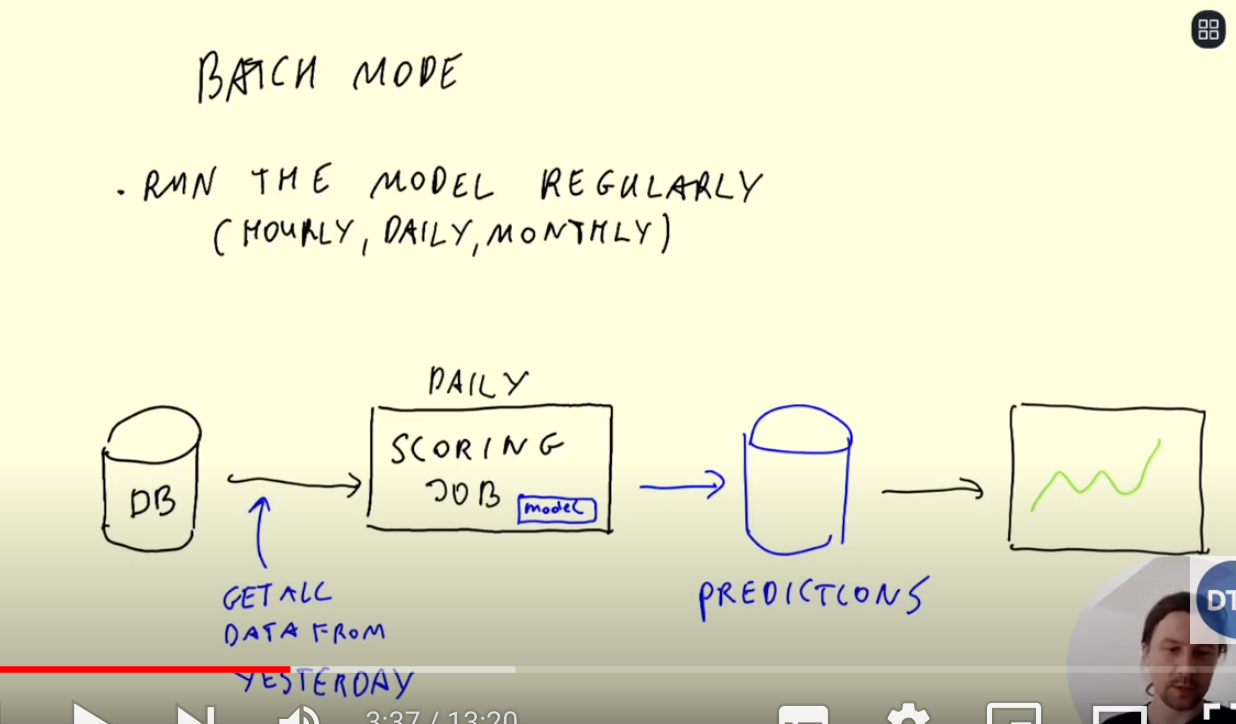 BATCH MODE
. RUN THE MODEL REGULARLY
(HOURLY, DAILY, MONTHLY)
DAILY
DB
SCORING
JOB
model
GET ALL
DATA FROM
YESTERDAY
PREDICTIONS
DT
3:37 / 13:20